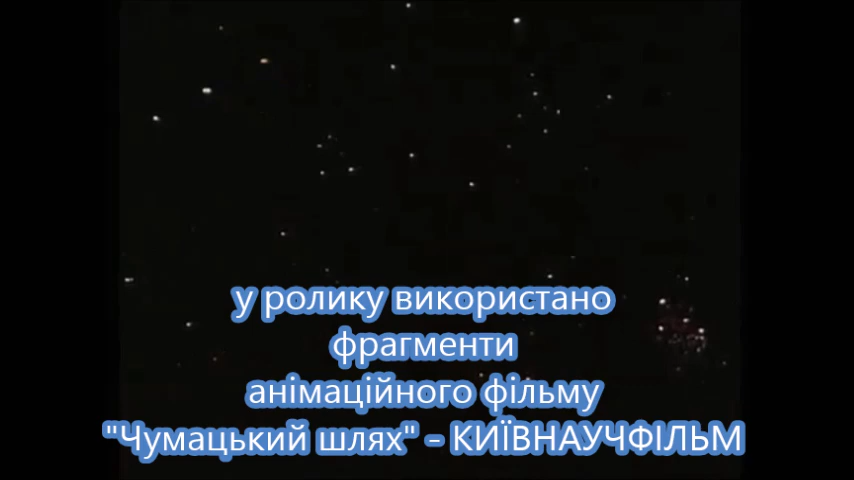 у ролику використано
фрагменти
анімаційного фільму
"Чумацький шлях" – КИЇВНАУЧФІЛЬМ